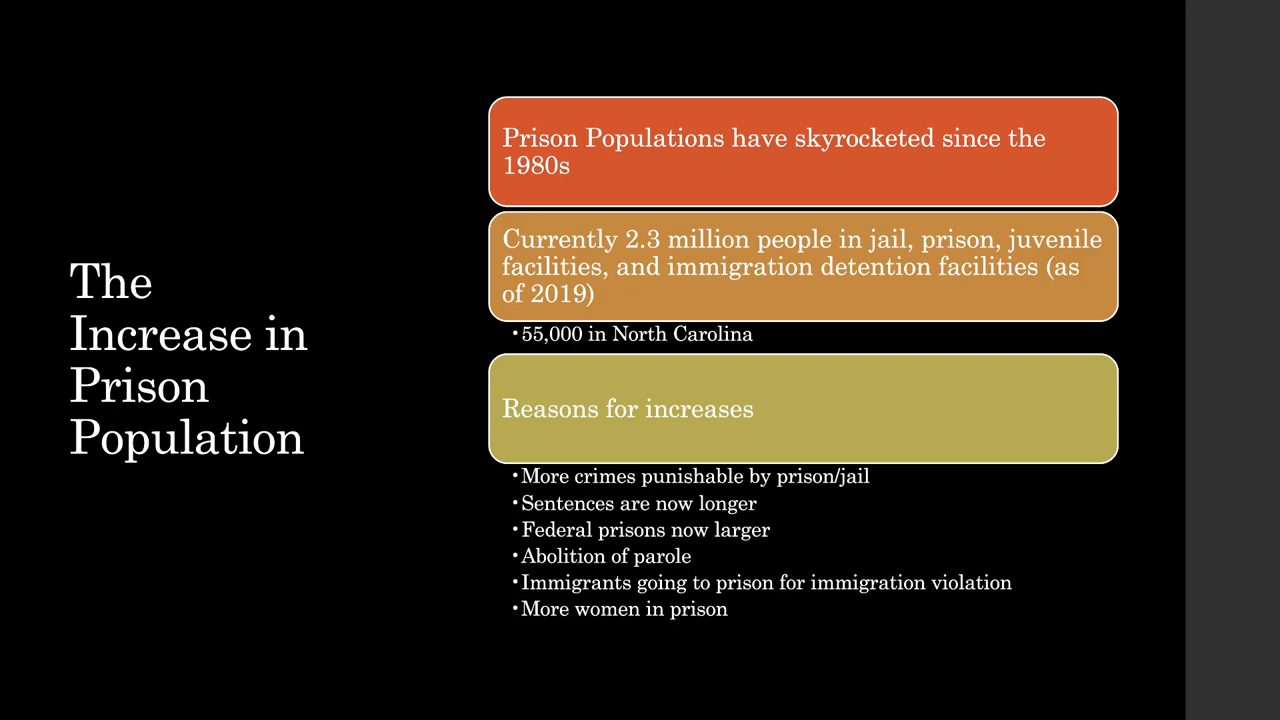 The
Increase in
Prison
Population
Prison Populations have skyrocketed since the
1980s
Currently 2.3 million people in jail, prison, juvenile
facilities, and immigration detention facilities (as
of 2019)
•55,000 in North Carolina
Reasons for increases
•More crimes punishable by prison/jail
•Sentences are now longer
•Federal prisons now larger
•Abolition of parole
•Immigrants going to prison for immigration violation
•More women in prison